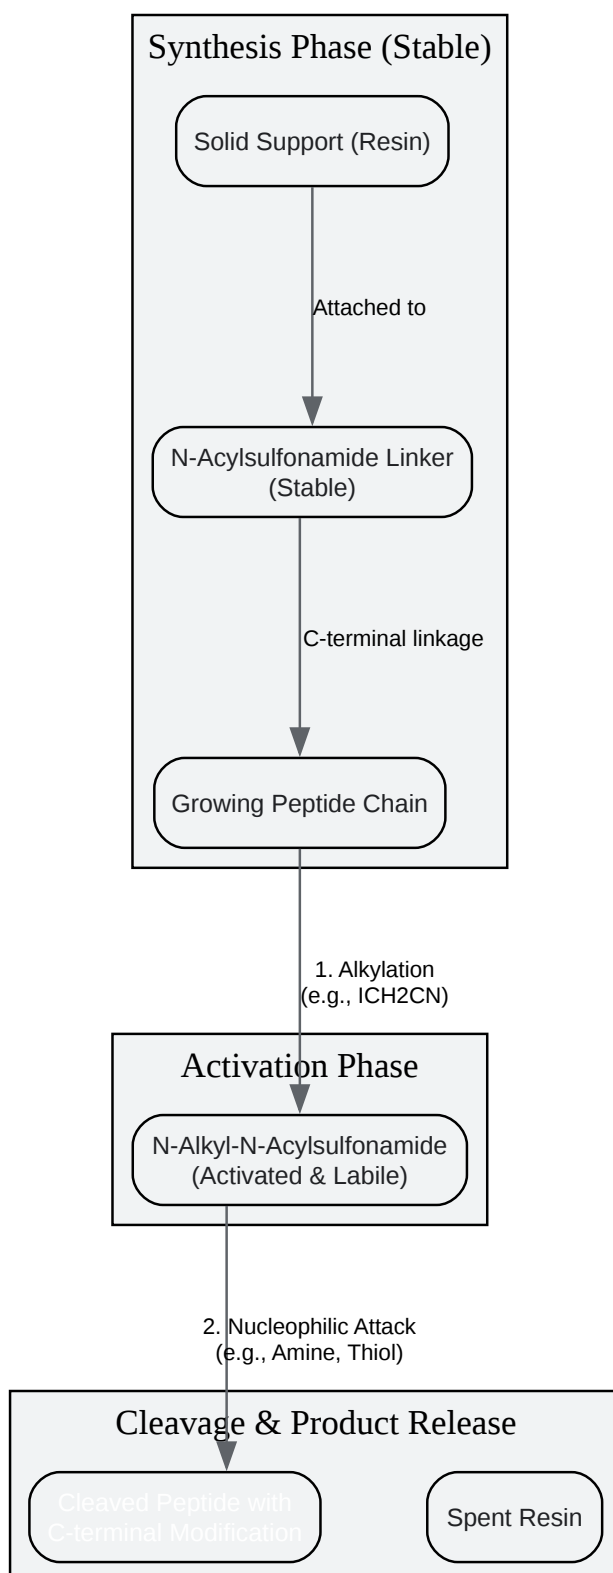 Synthesis Phase (Stable)
Solid Support (Resin)
Attached to
N-Acylsulfonamide Linker
(Stable)
C-terminal linkage
Growing Peptide Chain
1. Alkylation
(e.g., ICH2CN)
Activation Phase
N-Alkyl-N-Acylsulfonamide
(Activated & Labile)
2. Nucleophilic Attack
(e.g., Amine, Thiol)
Cleavage & Product Release
Cleaved Peptide with
C-terminal Modification
Spent Resin